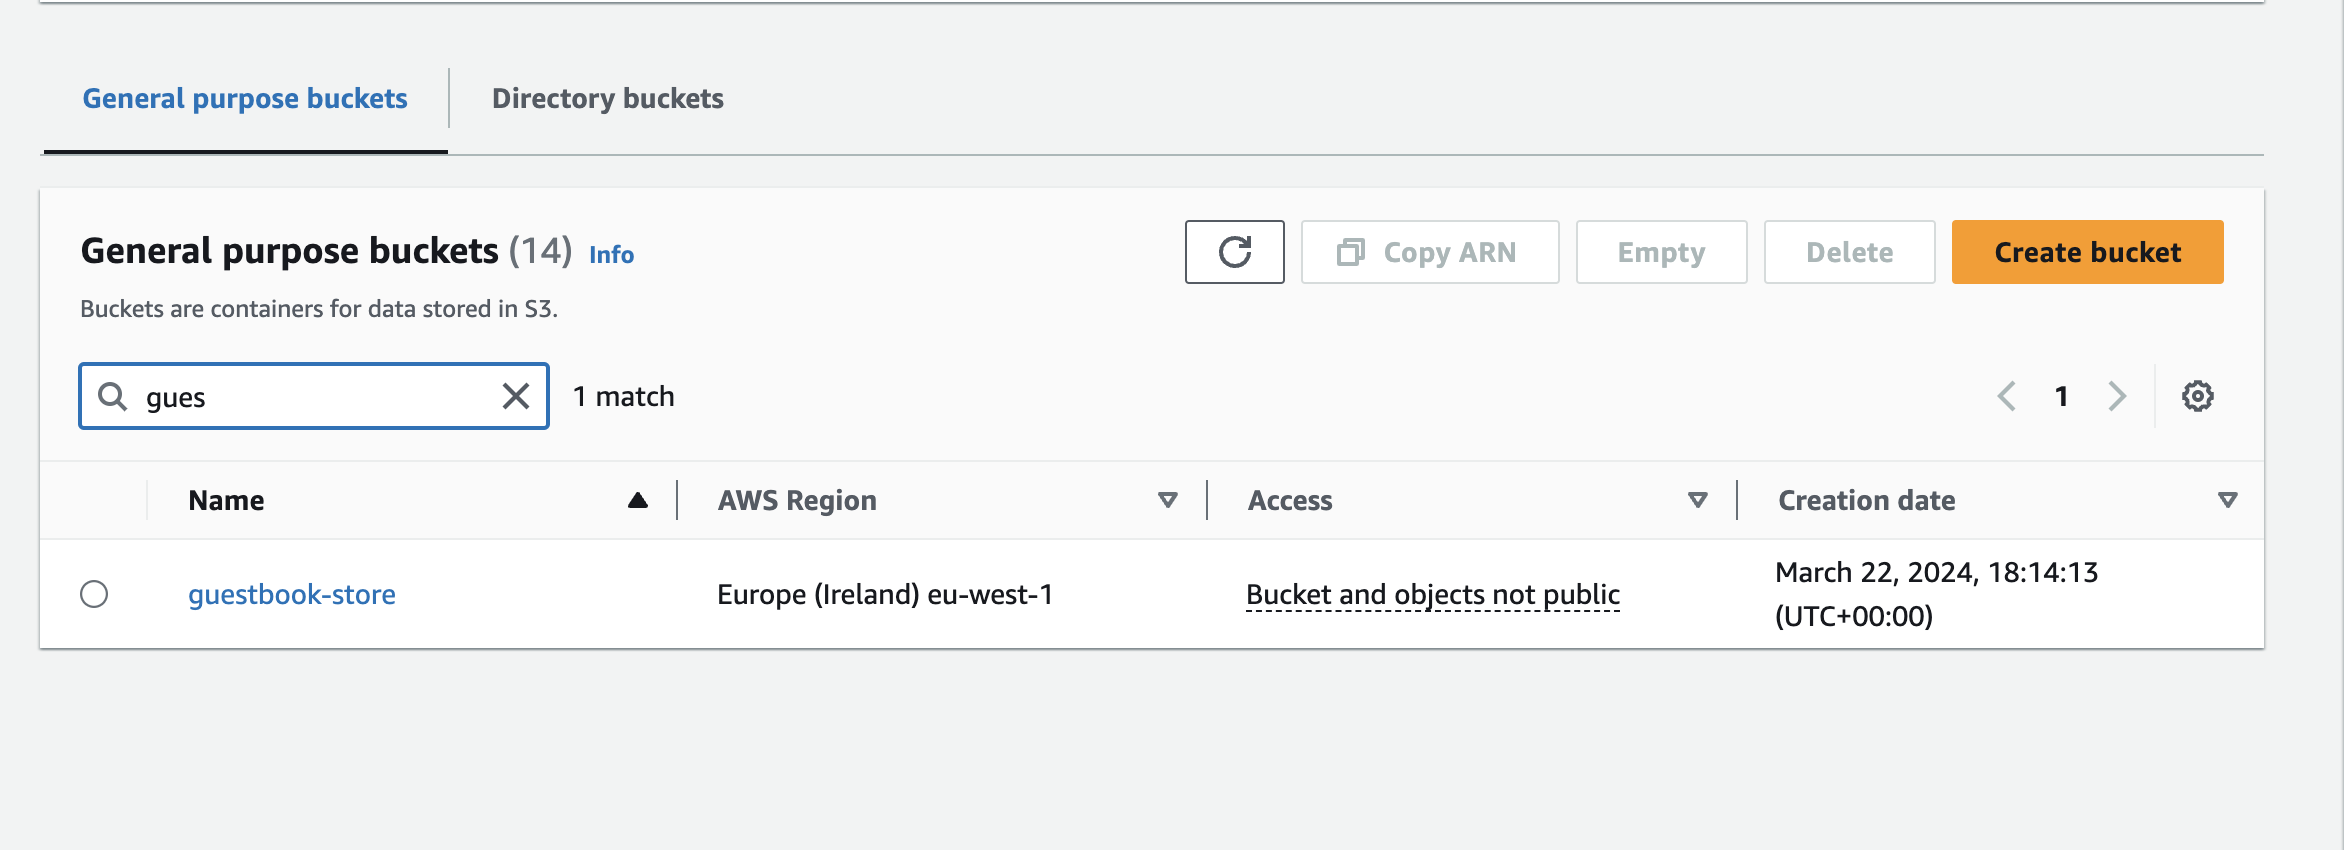 General purpose buckets
Directory buckets
General purpose buckets (14) Info
Copy ARN
Empty
Delete
Create bucket
Buckets are containers for data stored in S3.
gues
1 match
1
Name
AWS Region
Access
Creation date
guestbook-store
Europe (Ireland) eu-west-1
Bucket and objects not public
March 22, 2024, 18:14:13
(UTC+00:00)